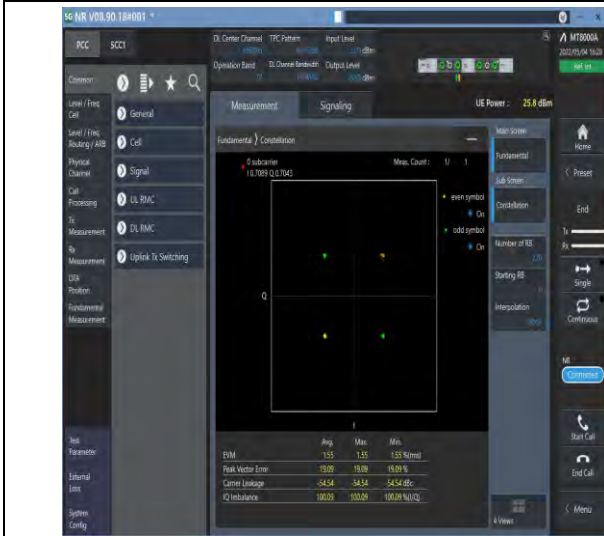 5G NR V03.90.18#001 *
PCC SCC1
DL Center Channel TPC Pattern Input Level
Operation Band DL Channel Bandwidth Output Level
MT8000A
2022/05/04 16:20
Common
Level / Freq
Cell
Level / Freq
Routing / ARB
Physical
Channel
Call
Processing
Tx
Measurement
Rx
Measurement
OTA
Position
Fundamental
Measurement
Test
Parameter
External
Loss
System
Config
General
Cell
Signal
UL RMC
DL RMC
Uplink Tx Switching
Measurement Signaling UE Power : 25.8 dBm
Fundamental Constellation
0 subcarrier Meas. Count : 1/ 1
I 0.7089 Q 0.7043
even symbol
On
odd symbol
On
Q
I
Avg. Max. Min.
EVM 1.55 1.55 1.55 %(rms)
Peak Vector Error 19.09 19.09 19.09 %
Carrier Leakage -54.54 -54.54 -54.54 dBc
IQ Imbalance 100.09 100.09 100.09 %(I/Q)
Main Screen
Fundamental
Sub Screen
Constellation
Number of RB
Starting RB
Interpolation
4 Views
Home
Preset
End
Tx
Rx
Single
Continuous
NR
Connected
Start Call
End Call
Menu